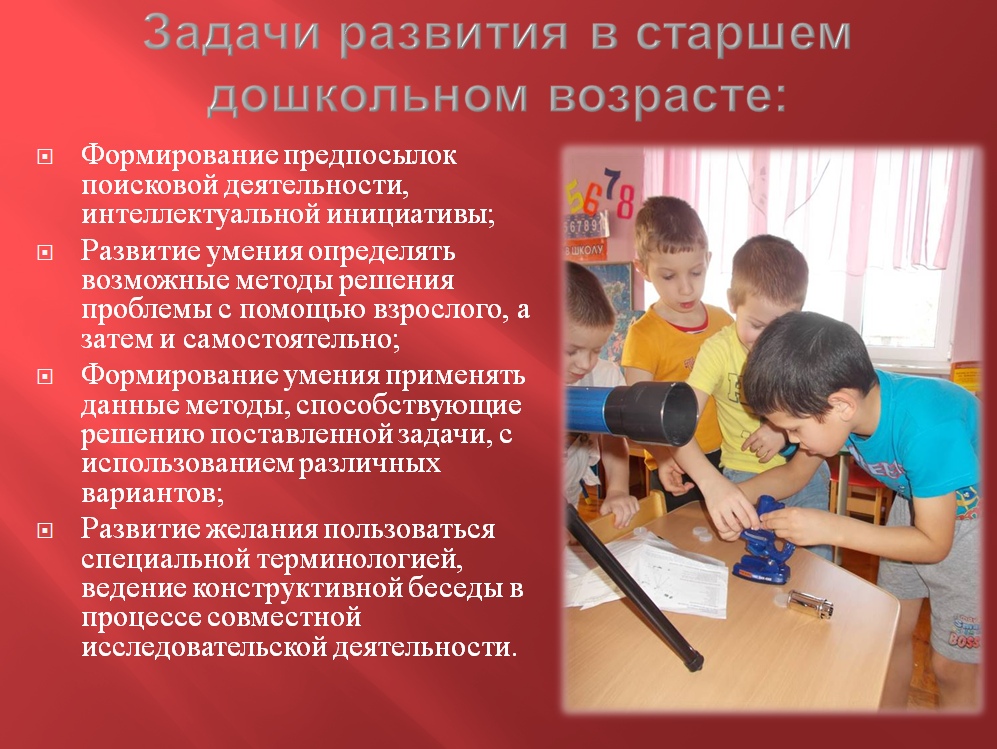 Задачи развития в старшем
дошкольном возрасте:
Формирование предпосылок
поисковой деятельности,
интеллектуальной инициативы;
Развитие умения определять
возможные методы решения
проблемы с помощью взрослого, а
затем и самостоятельно;
Формирование умения применять
данные методы, способствующие
решению поставленной задачи, с
использованием различных
вариантов;
Развитие желания пользоваться
специальной терминологией,
ведение конструктивной беседы в
процессе совместной
исследовательской деятельности.
5678
567891
В ШКОЛУ
BOSS